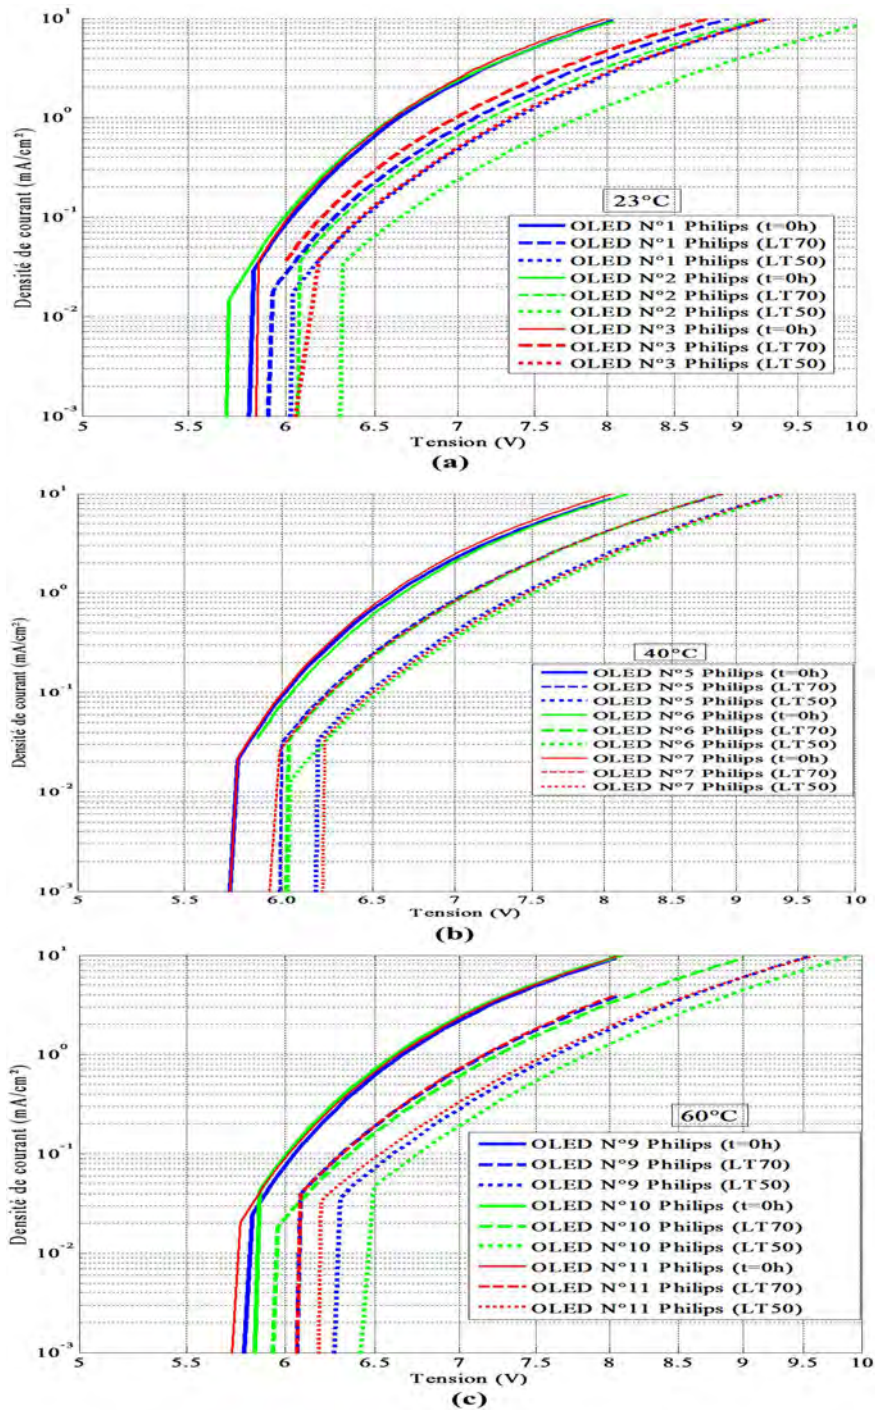 10¹
10⁰
10⁻¹
10⁻²
10⁻³
Densité de courant (mA/cm²)
23°C
OLED N°1 Philips (t=0h)
OLED N°1 Philips (LT70)
OLED N°1 Philips (LT50)
OLED N°2 Philips (t=0h)
OLED N°2 Philips (LT70)
OLED N°2 Philips (LT50)
OLED N°3 Philips (t=0h)
OLED N°3 Philips (LT70)
OLED N°3 Philips (LT50)
5 5.5 6 6.5 7 7.5 8 8.5 9 9.5 10
Tension (V)
(a)
10¹
10⁰
10⁻¹
10⁻²
10⁻³
Densité de courant (mA/cm²)
40°C
OLED N°5 Philips (t=0h)
OLED N°5 Philips (LT70)
OLED N°5 Philips (LT50)
OLED N°6 Philips (t=0h)
OLED N°6 Philips (LT70)
OLED N°6 Philips (LT50)
OLED N°7 Philips (t=0h)
OLED N°7 Philips (LT70)
OLED N°7 Philips (LT50)
5 5.5 6.0 6.5 7 7.5 8 8.5 9 9.5 10
Tension (V)
(b)
10¹
10⁰
10⁻¹
10⁻²
10⁻³
Densité de courant (mA/cm²)
60°C
OLED N°9 Philips (t=0h)
OLED N°9 Philips (LT70)
OLED N°9 Philips (LT50)
OLED N°10 Philips (t=0h)
OLED N°10 Philips (LT70)
OLED N°10 Philips (LT50)
OLED N°11 Philips (t=0h)
OLED N°11 Philips (LT70)
OLED N°11 Philips (LT50)
5 5.5 6 6.5 7 7.5 8 8.5 9 9.5 10
Tension (V)
(c)